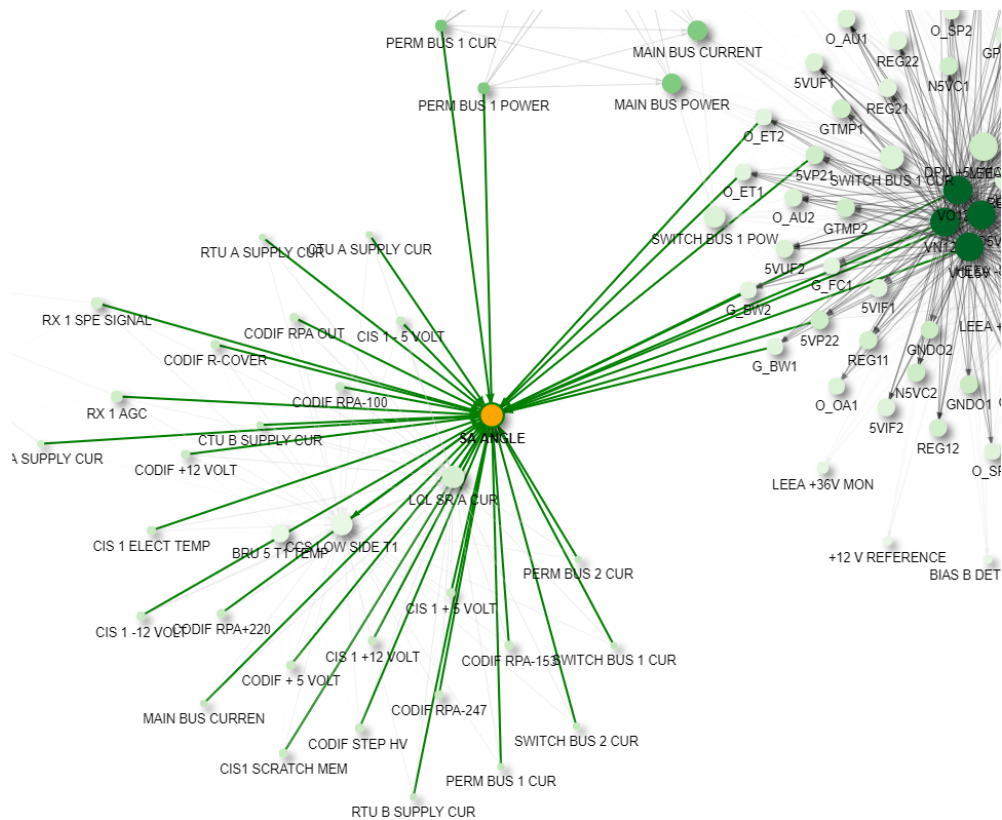 O_SP2
O_AU1
PERM BUS 1 CUR
MAIN BUS CURRENT
REG22
GP
5VUF1
N5VC1
PERM BUS 1 POWER
MAIN BUS POWER
REG21
GTMP1
O_ET2
5VP21
SWITCH BUS 1 CUR
O_ET1
O_AU2
GTMP2
SWITCH BUS 1 POW
VN12
RTU A SUPPLY CUR
CTU A SUPPLY CUR
5VUF2
G_FC1
VOL5V
G_BW2
5VIF1
RX 1 SPE SIGNAL
CODIF RPA OUT
CIS 1 - 5 VOLT
5VP22
LEEA +
CODIF R-COVER
REG11
GNDO2
G_BW1
N5VC2
GNDO1
CODIF RPA-100
RX 1 AGC
O_OA1
5VIF2
CTU B SUPPLY CUR
SA ANGLE
REG12
A SUPPLY CUR
CODIF +12 VOLT
O_SP
LEEA +36V MON
LCL SR A CUR
CIS 1 ELECT TEMP
BRU 5 T1 TEMP
CCS LOW SIDE T1
+12 V REFERENCE
BIAS B DET
PERM BUS 2 CUR
CIS 1 + 5 VOLT
CIS 1 -12 VOLT
CODIF RPA+220
CIS 1 +12 VOLT
CODIF RPA-153
SWITCH BUS 1 CUR
CODIF + 5 VOLT
MAIN BUS CURREN
CODIF RPA-247
SWITCH BUS 2 CUR
CODIF STEP HV
CIS1 SCRATCH MEM
PERM BUS 1 CUR
RTU B SUPPLY CUR